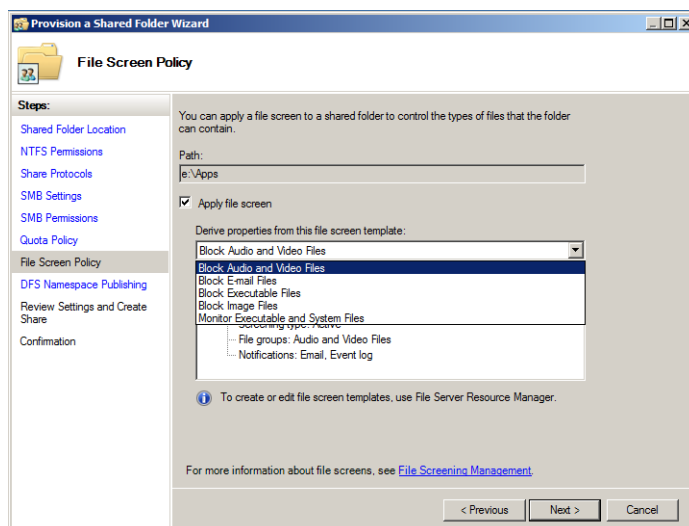 Provision a Shared Folder Wizard
File Screen Policy
Steps:
Shared Folder Location
NTFS Permissions
Share Protocols
SMB Settings
SMB Permissions
Quota Policy
File Screen Policy
DFS Namespace Publishing
Review Settings and Create
Share
Confirmation
You can apply a file screen to a shared folder to control the types of files that the folder
can contain.
Path:
e:\Apps
Apply file screen
Derive properties from this file screen template:
Block Audio and Video Files
Block Audio and Video Files
Block E-mail Files
Block Executable Files
Block Image Files
Monitor Executable and System Files
Screening type: Active
File groups: Audio and Video Files
Notifications: Email, Event log
To create or edit file screen templates, use File Server Resource Manager.
For more information about file screens, see File Screening Management.
< Previous
Next >
Cancel